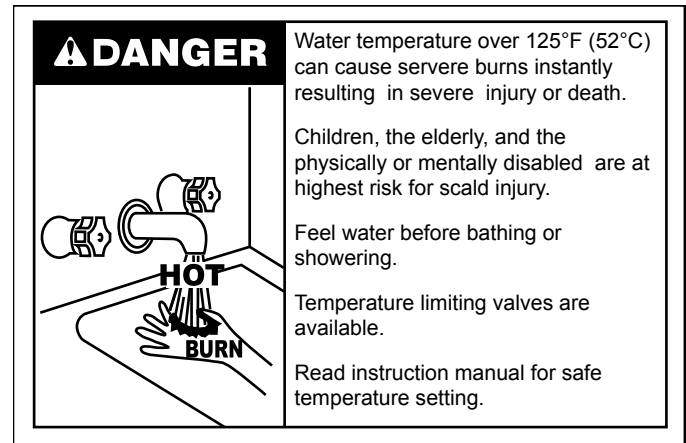 DANGER
Water temperature over 125°F (52°C)
can cause servere burns instantly
resulting in severe injury or death.
Children, the elderly, and the
physically or mentally disabled are at
highest risk for scald injury.
Feel water before bathing or
showering.
Temperature limiting valves are
available.
Read instruction manual for safe
temperature setting.
HOT
BURN